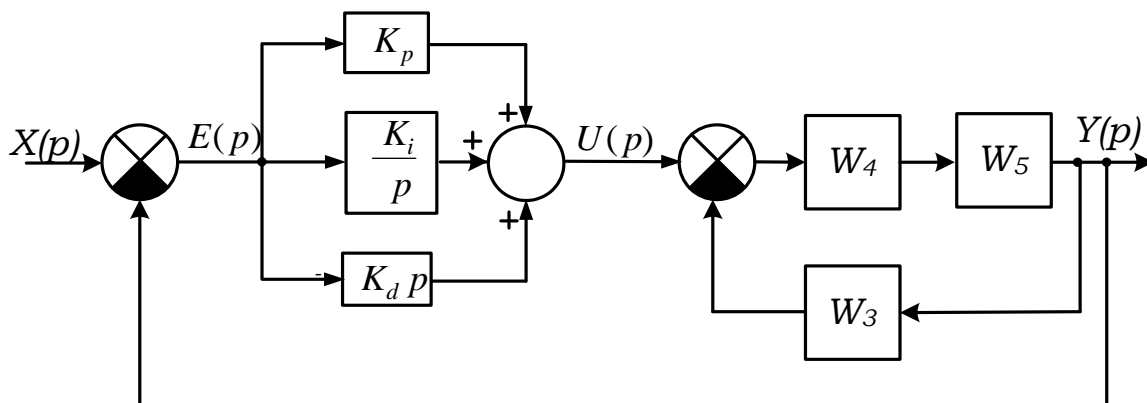 K_p
+
X(p)
E(p)
K_i
p
+
U(p)
W_4
W_5
Y(p)
+
- K_d p
W_3